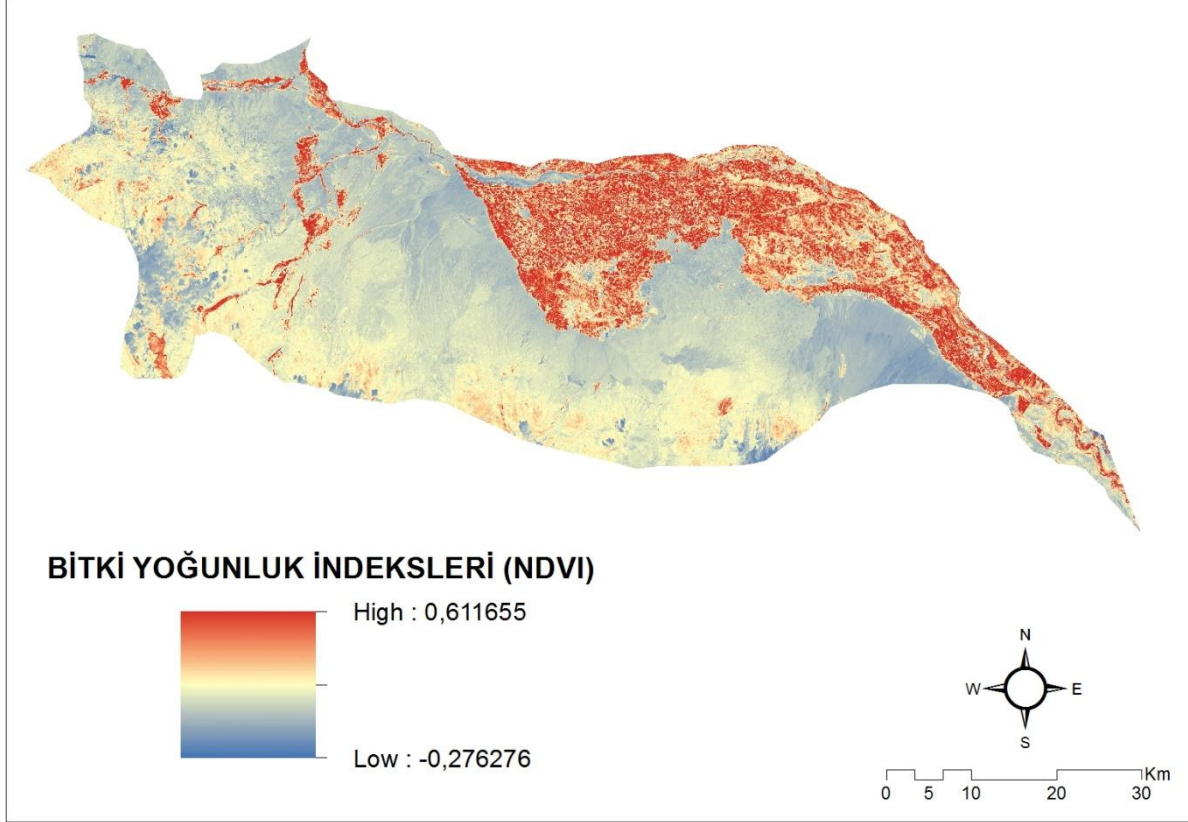 BİTKİ YOĞUNLUK İNDEKSLERİ (NDVI)
High : 0,611655
Low : -0,276276
N
W E
S
Km
0 5 10 20 30